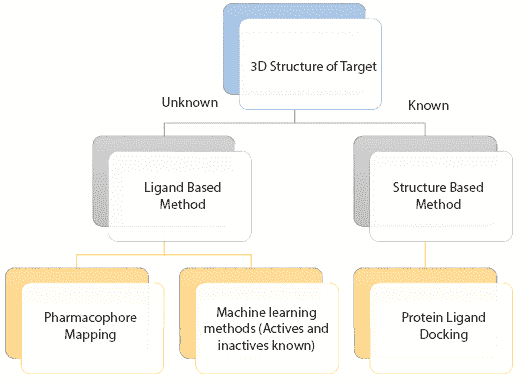 3D Structure of Target
Unknown
Known
Ligand Based
Method
Structure Based
Method
Pharmacophore
Mapping
Machine learning
methods (Actives and
inactives known)
Protein Ligand
Docking